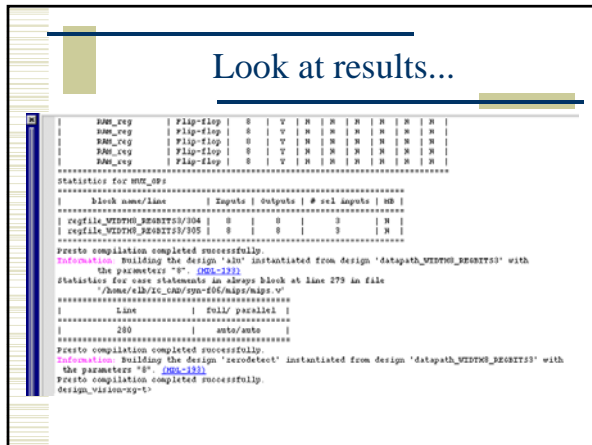 Look at results...
| RAM_reg | Flip-flop | 8 | Y | N | N | N | N | N | N |
| RAM_reg | Flip-flop | 8 | Y | N | N | N | N | N | N |
| RAM_reg | Flip-flop | 8 | Y | N | N | N | N | N | N |
| RAM_reg | Flip-flop | 8 | Y | N | N | N | N | N | N |
| RAM_reg | Flip-flop | 8 | Y | N | N | N | N | N | N |
Statistics for MUX_OPs
| block name/line | Inputs | Outputs | # sel inputs | MB |
| regfile_WIDTH8_REGBITS3/304 | 8 | 8 | 3 | N |
| regfile_WIDTH8_REGBITS3/305 | 8 | 8 | 3 | N |
Presto compilation completed successfully.
Information: Building the design 'alu' instantiated from design 'datapath_WIDTH8_REGBITS3' with
the parameters "8". (HDL-193)
Statistics for case statements in always block at line 279 in file
'/home/elb/IC_CAD/syn-f06/mips/mips.v'
| Line | full/ parallel |
| 280 | auto/auto |
Presto compilation completed successfully.
Information: Building the design 'zerodetect' instantiated from design 'datapath_WIDTH8_REGBITS3' with
the parameters "8". (HDL-193)
Presto compilation completed successfully.
design_vision-xg-t>